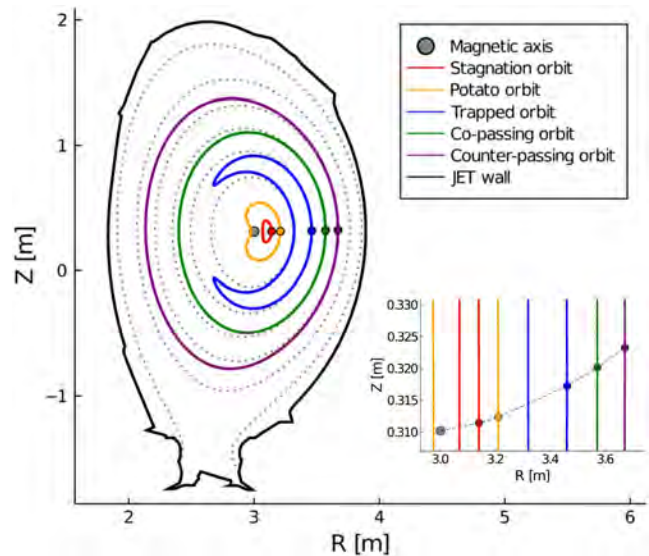 2
1
0
−1
Z [m]
2
3
4
5
6
R [m]
Magnetic axis
Stagnation orbit
Potato orbit
Trapped orbit
Co-passing orbit
Counter-passing orbit
JET wall
0.330
0.325
0.320
0.315
0.310
Z [m]
3.0
3.2
3.4
3.6
R [m]